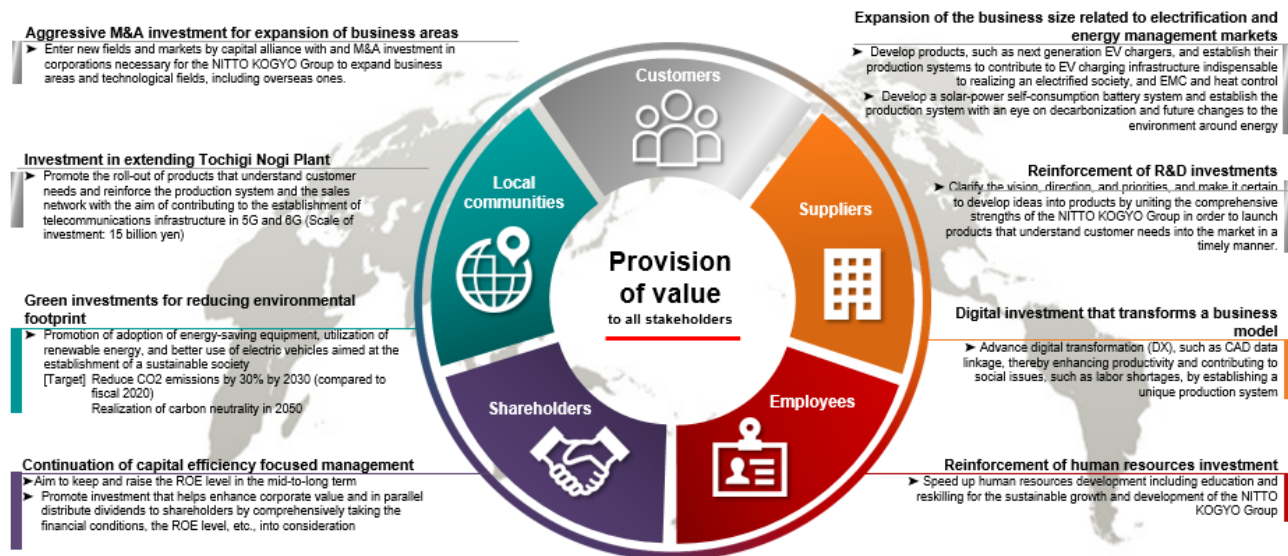 Aggressive M&A investment for expansion of business areas
➤ Enter new fields and markets by capital alliance with and M&A investment in
corporations necessary for the NITTO KOGYO Group to expand business
areas and technological fields, including overseas ones.
Investment in extending Tochigi Nogi Plant
➤ Promote the roll-out of products that understand customer
needs and reinforce the production system and the sales
network with the aim of contributing to the establishment of
telecommunications infrastructure in 5G and 6G (Scale of
investment: 15 billion yen)
Green investments for reducing environmental
footprint
➤ Promotion of adoption of energy-saving equipment, utilization of
renewable energy, and better use of electric vehicles aimed at the
establishment of a sustainable society
[Target] Reduce CO2 emissions by 30% by 2030 (compared to
fiscal 2020)
Realization of carbon neutrality in 2050
Continuation of capital efficiency focused management
➤Aim to keep and raise the ROE level in the mid-to-long term
➤ Promote investment that helps enhance corporate value and in parallel
distribute dividends to shareholders by comprehensively taking the
financial conditions, the ROE level, etc., into consideration
Customers
Local
communities
Suppliers
Provision
of value
to all stakeholders
Shareholders
Employees
Expansion of the business size related to electrification and
energy management markets
➤ Develop products, such as next generation EV chargers, and establish their
production systems to contribute to EV charging infrastructure indispensable
to realizing an electrified society, and EMC and heat control
➤ Develop a solar-power self-consumption battery system and establish the
production system with an eye on decarbonization and future changes to the
environment around energy
Reinforcement of R&D investments
➤ Clarify the vision, direction, and priorities, and make it certain
to develop ideas into products by uniting the comprehensive
strengths of the NITTO KOGYO Group in order to launch
products that understand customer needs into the market in a
timely manner.
Digital investment that transforms a business
model
➤ Advance digital transformation (DX), such as CAD data
linkage, thereby enhancing productivity and contributing to
social issues, such as labor shortages, by establishing a
unique production system
Reinforcement of human resources investment
➤ Speed up human resources development including education and
reskilling for the sustainable growth and development of the NITTO
KOGYO Group